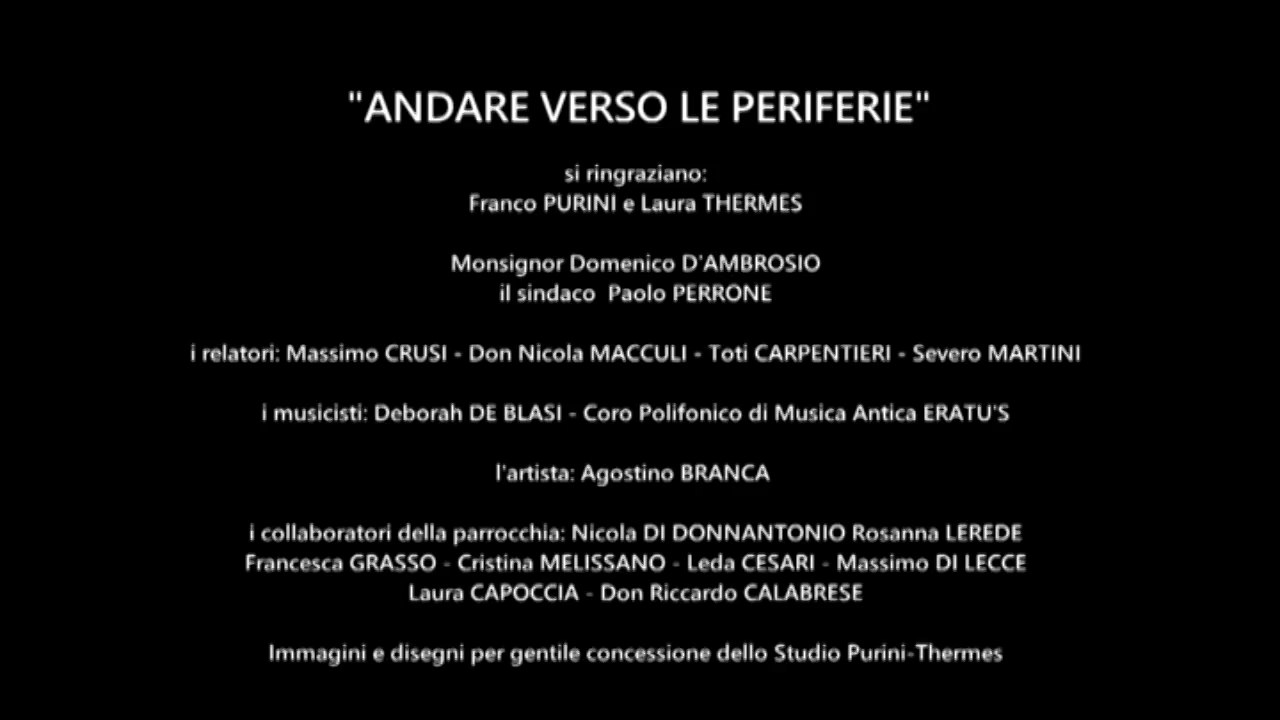 "ANDARE VERSO LE PERIFERIE"
si ringraziano:
Franco PURINI e Laura THERMES
Monsignor Domenico D'AMBROSIO
il sindaco  Paolo PERRONE
i relatori: Massimo CRUSI - Don Nicola MACCULI - Toti CARPENTIERI - Severo MARTINI
i musicisti: Deborah DE BLASI - Coro Polifonico di Musica Antica ERATU'S
l'artista: Agostino BRANCA
i collaboratori della parrocchia: Nicola DI DONNANTONIO Rosanna LEREDE
Francesca GRASSO - Cristina MELISSANO - Leda CESARI - Massimo DI LECCE
Laura CAPOCCIA - Don Riccardo CALABRESE
Immagini e disegni per gentile concessione dello Studio Purini-Thermes